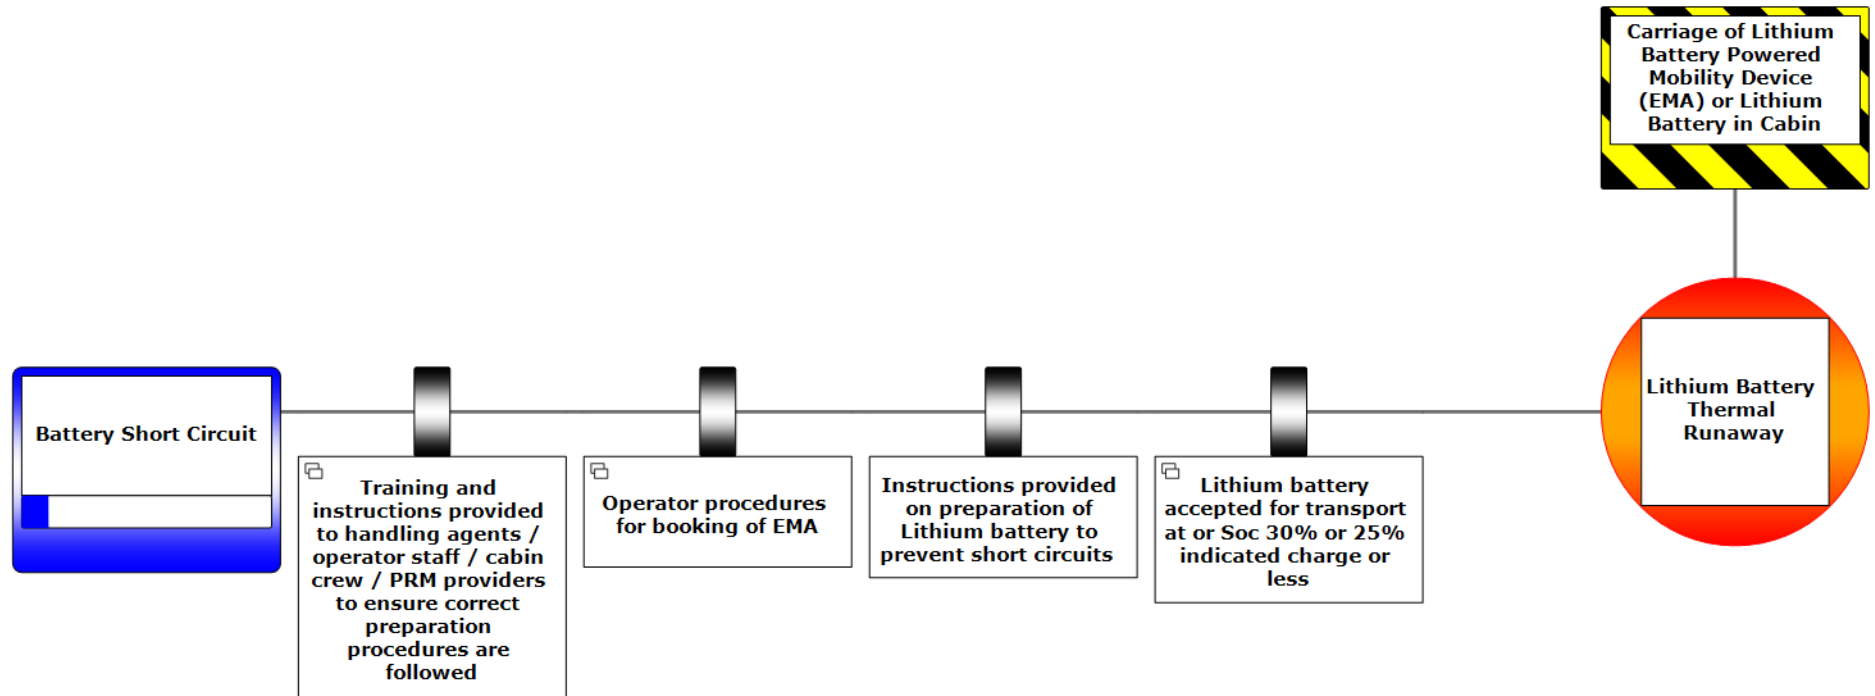 Carriage of Lithium
Battery Powered
Mobility Device
(EMA) or Lithium
Battery in Cabin
Battery Short Circuit
Training and
instructions provided
to handling agents /
operator staff / cabin
crew / PRM providers
to ensure correct
preparation
procedures are
followed
Operator procedures
for booking of EMA
Instructions provided
on preparation of
Lithium battery to
prevent short circuits
Lithium battery
accepted for transport
at or Soc 30% or 25%
indicated charge or
less
Lithium Battery
Thermal
Runaway